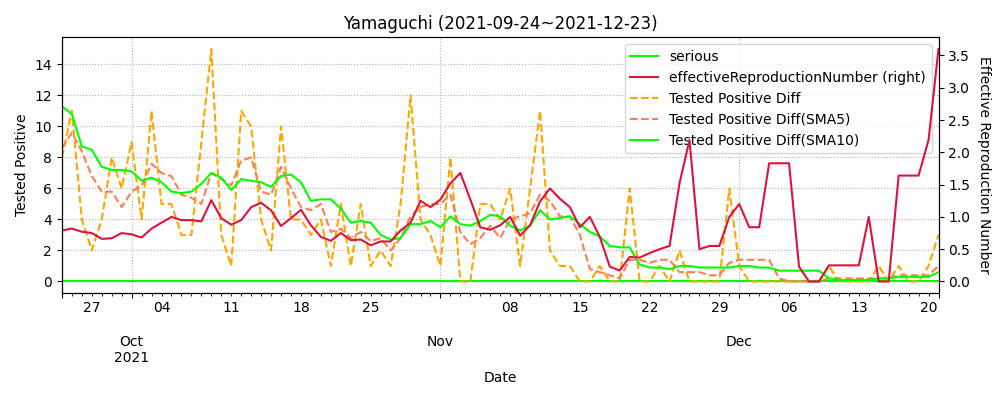 Yamaguchi (2021-09-24~2021-12-23)
serious
effectiveReproductionNumber (right)
Tested Positive Diff
Tested Positive Diff(SMA5)
Tested Positive Diff(SMA10)
Tested Positive
14
12
10
8
6
4
2
0
3.5
3.0
2.5
2.0
1.5
1.0
0.5
0.0
Effective Reproduction Number
27 04 11 18 25 08 15 22 29 06 13 20
Oct Nov Dec
2021
Date